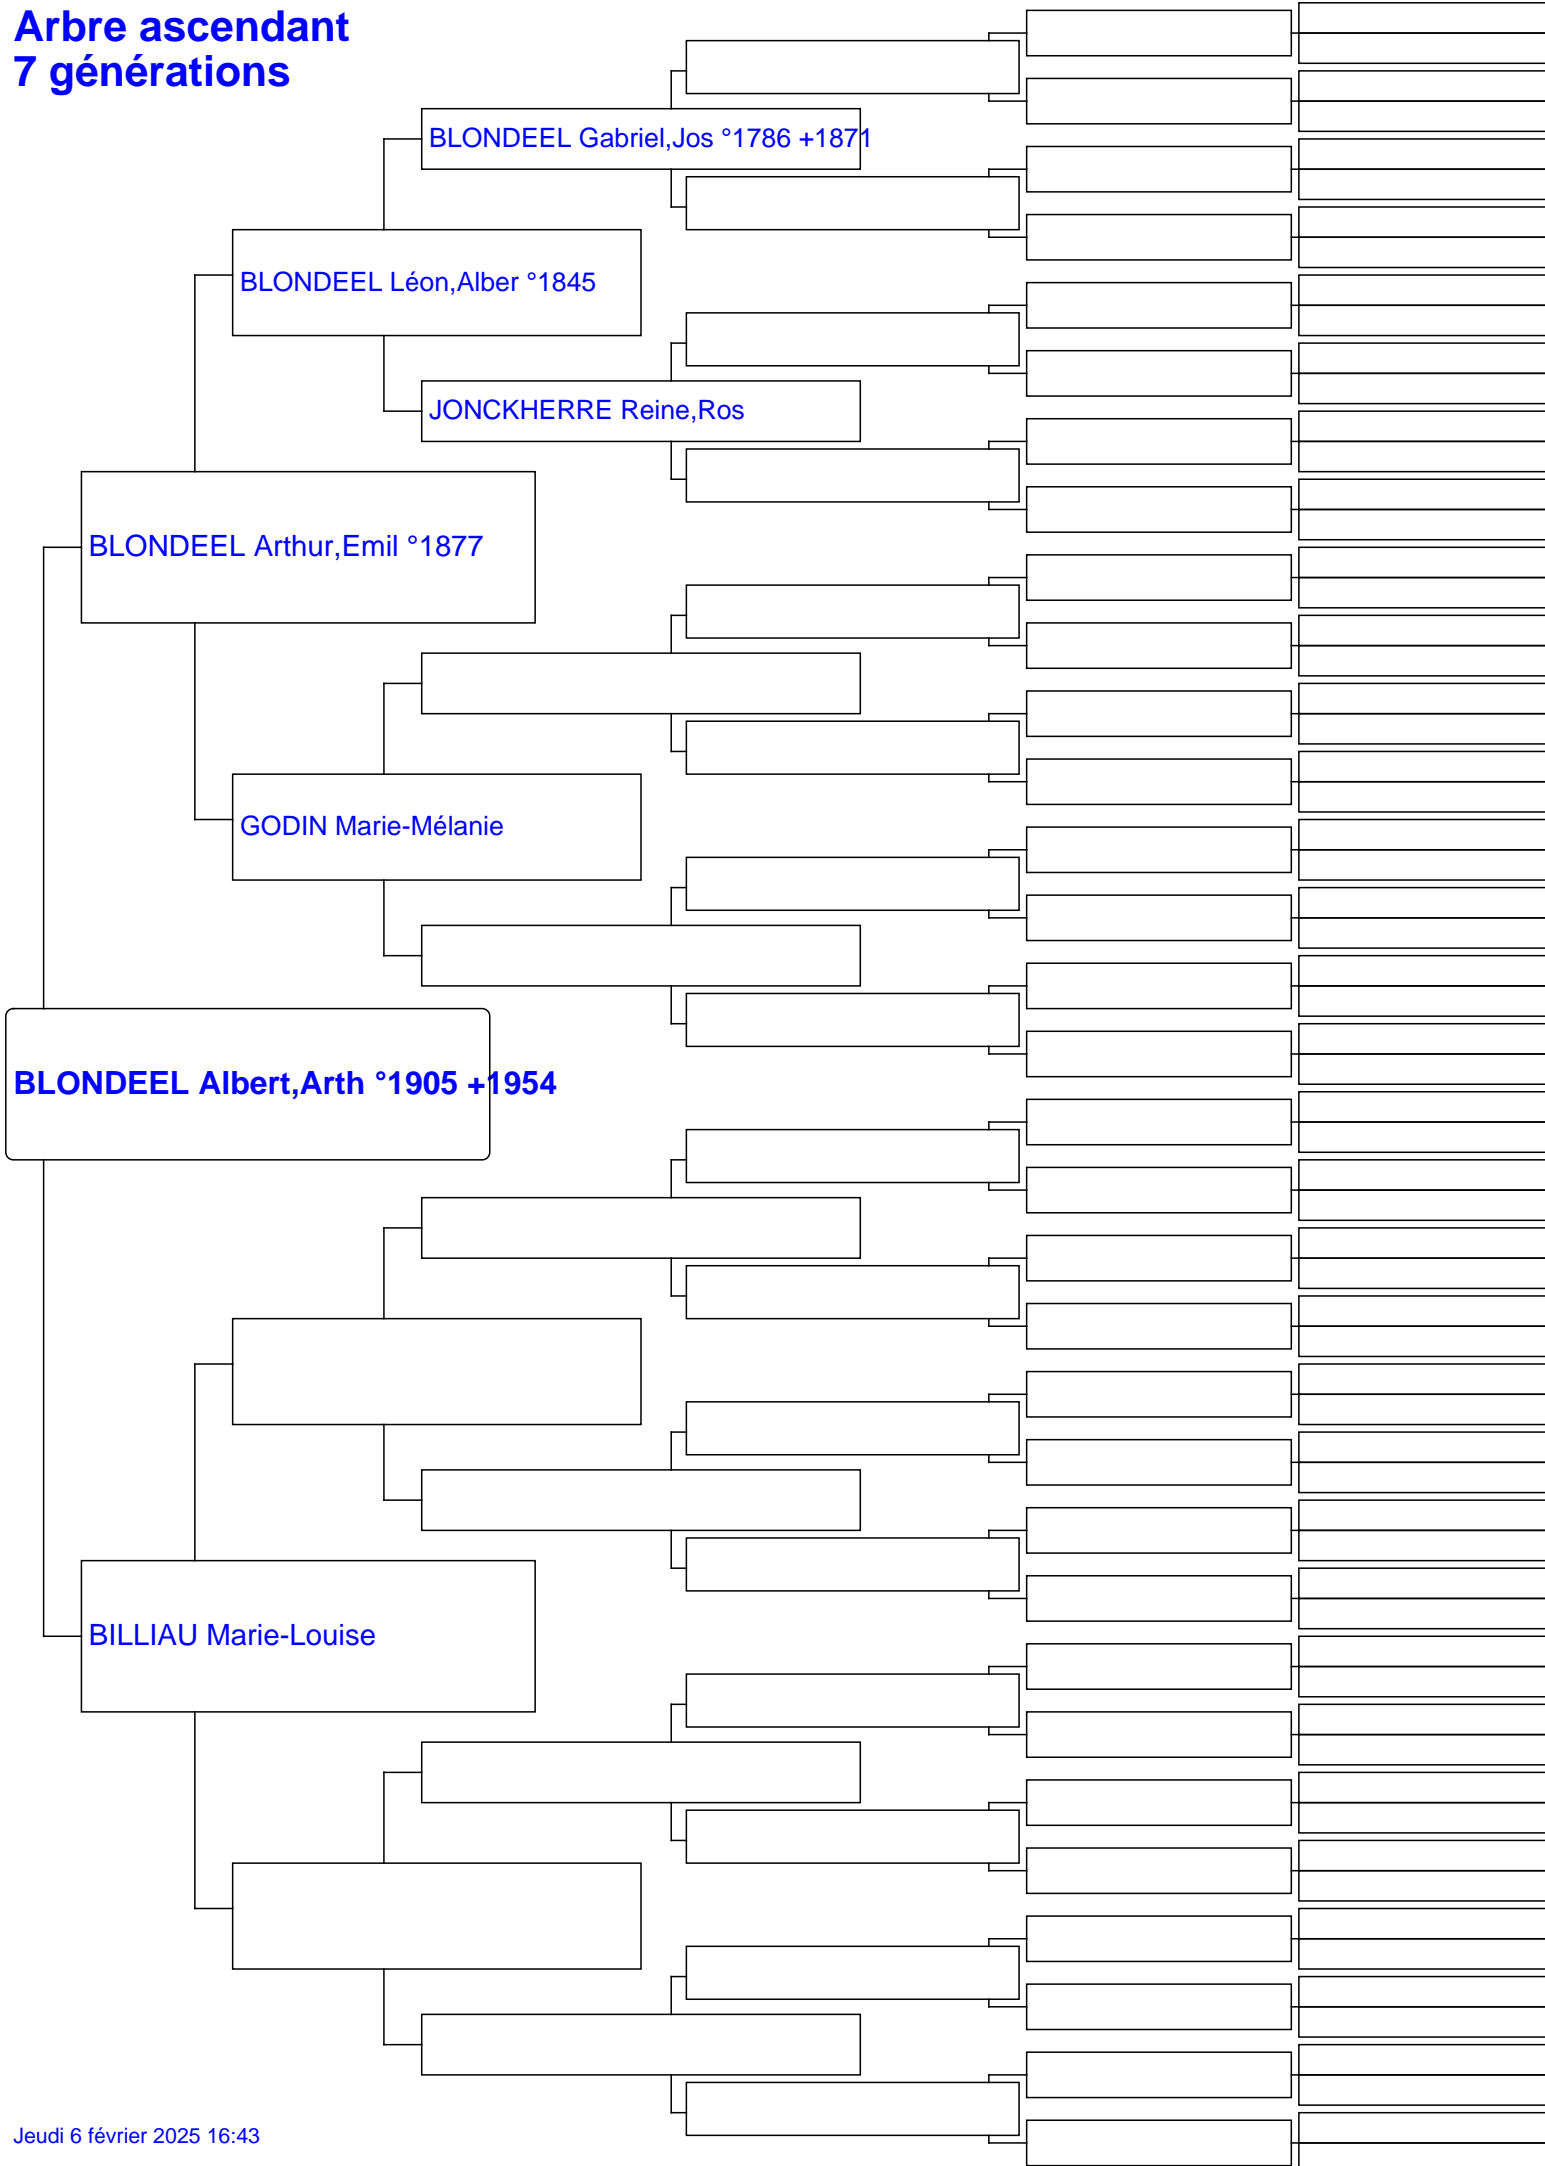 Arbre ascendant
7 générations
BLONDEEL Gabriel,Jos °1786 +1871
BLONDEEL Léon,Alber °1845
JONCKHERRE Reine,Ros
BLONDEEL Arthur,Emil °1877
GODIN Marie-Mélanie
BLONDEEL Albert,Arth °1905 +1954
BILLIAU Marie-Louise
Jeudi 6 février 2025 16:43